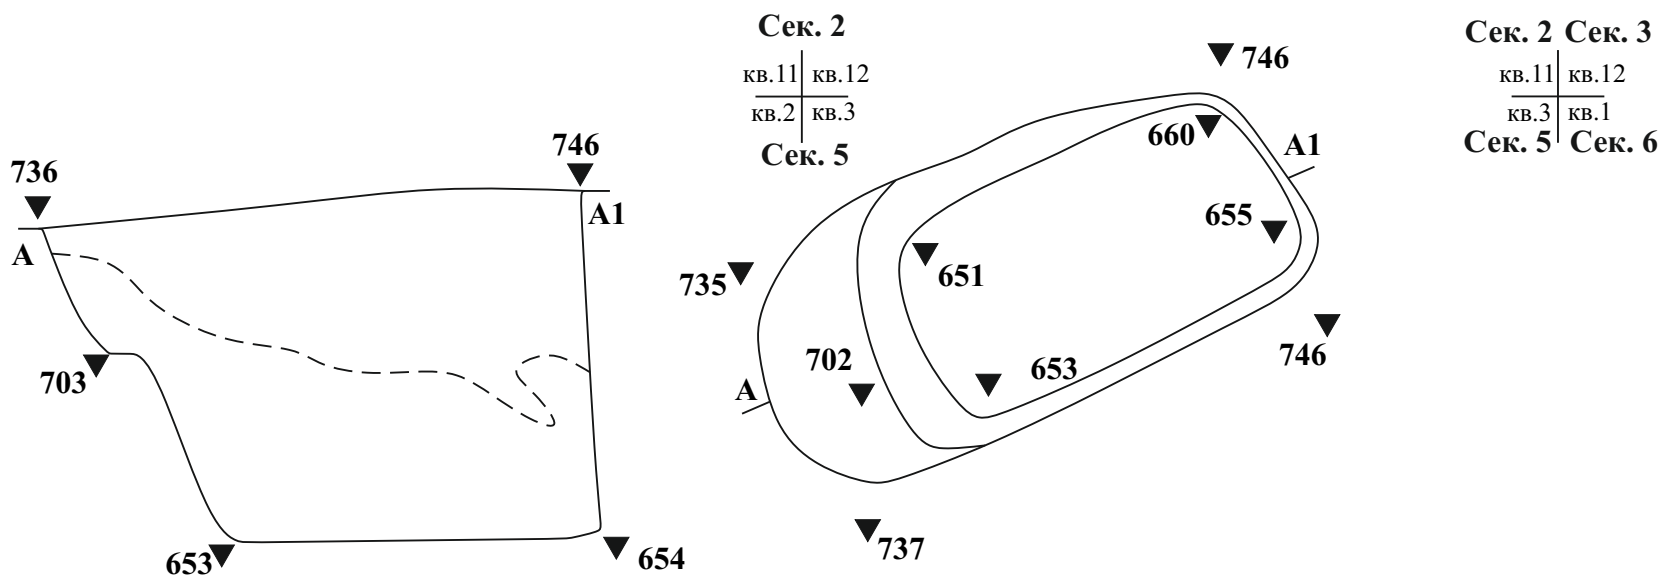 736
A
703
653
746
A1
654
Сек. 2
кв.11 кв.12
кв.2 кв.3
Сек. 5
746
660
A1
655
651
735
702
653
746
A
737
Сек. 2 Сек. 3
кв.11 кв.12
кв.3 кв.1
Сек. 5 Сек. 6